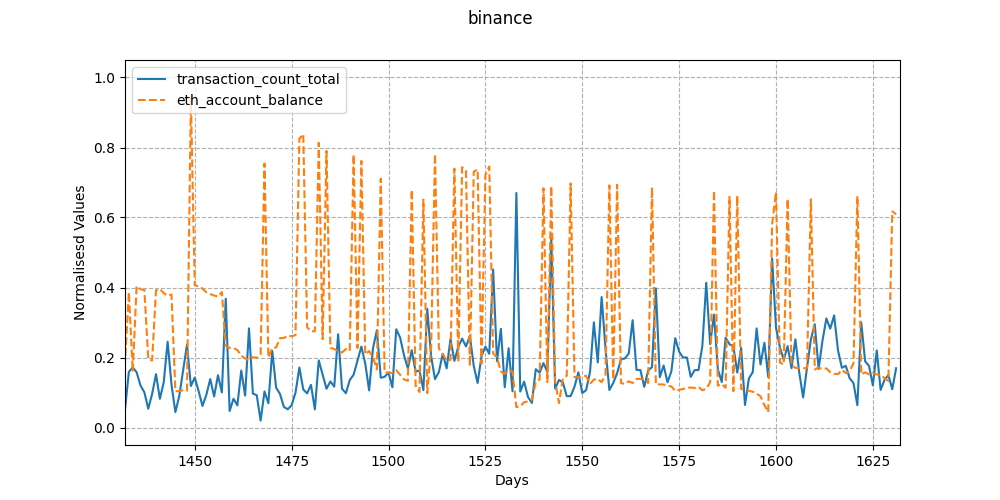 binance
transaction_count_total
eth_account_balance
Normalisesd Values
1.0
0.8
0.6
0.4
0.2
0.0
1450 1475 1500 1525 1550 1575 1600 1625
Days